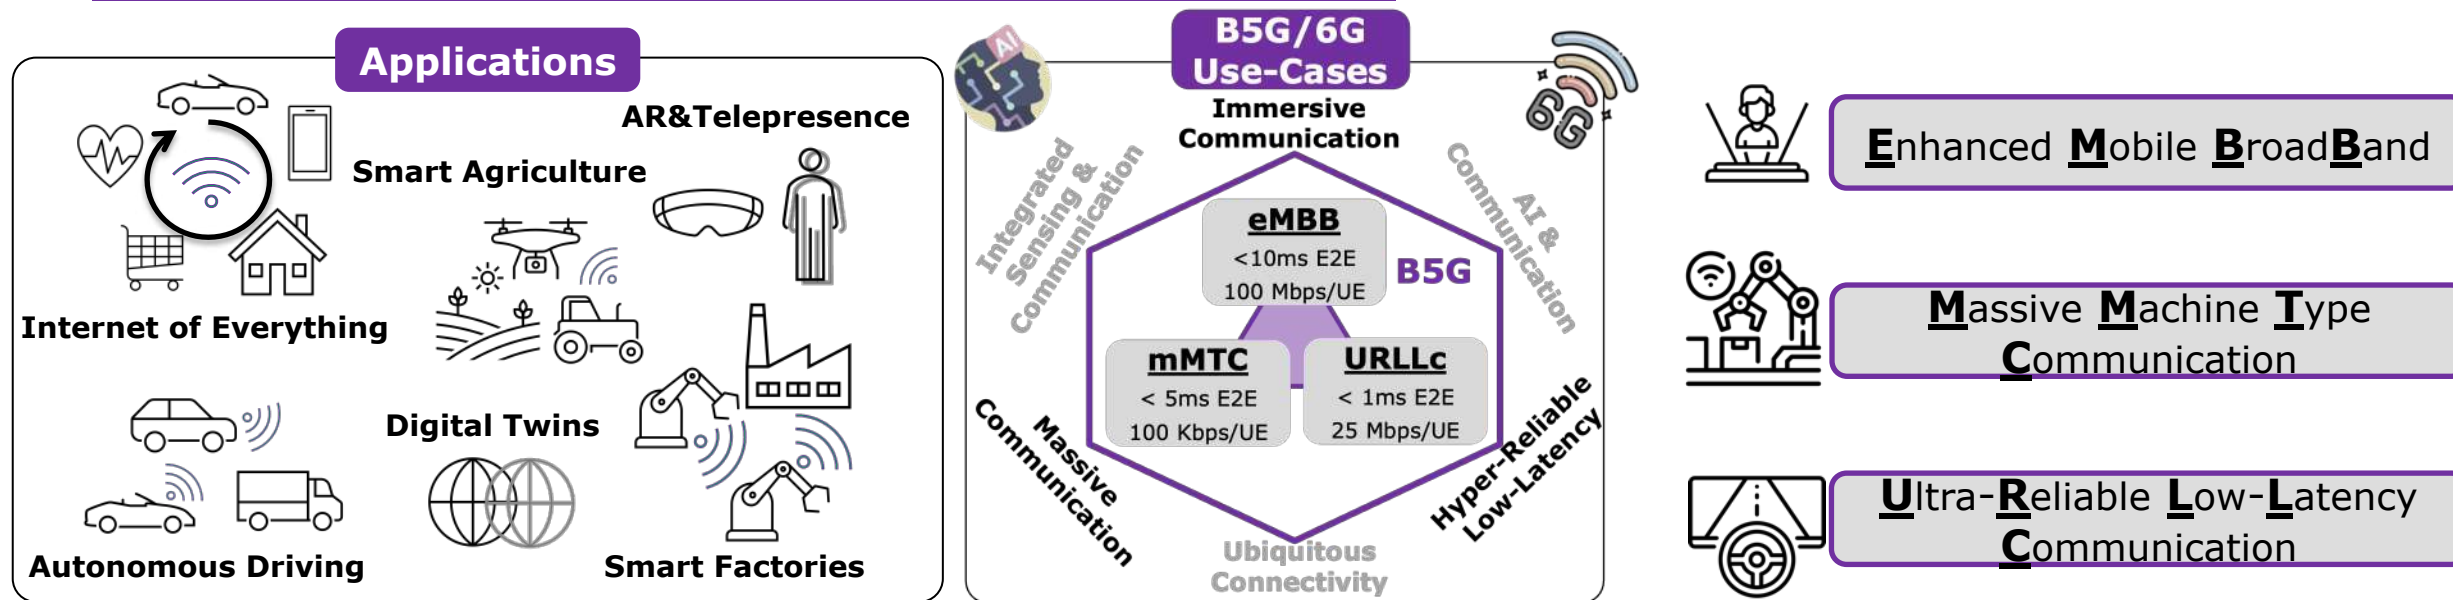 Applications
AR&Telepresence
Smart Agriculture
Internet of Everything
Digital Twins
Autonomous Driving
Smart Factories
B5G/6G
Use-Cases
AI
6G
Immersive
Communication
Integrated
Sensing &
Communication
AI &
Communication
eMBB
<10ms E2E
100 Mbps/UE
B5G
mMTC
< 5ms E2E
100 Kbps/UE
URLLc
< 1ms E2E
25 Mbps/UE
Massive
Communication
Hyper-Reliable
Low-Latency
Ubiquitous
Connectivity
Enhanced Mobile BroadBand
Massive Machine Type
Communication
Ultra-Reliable Low-Latency
Communication